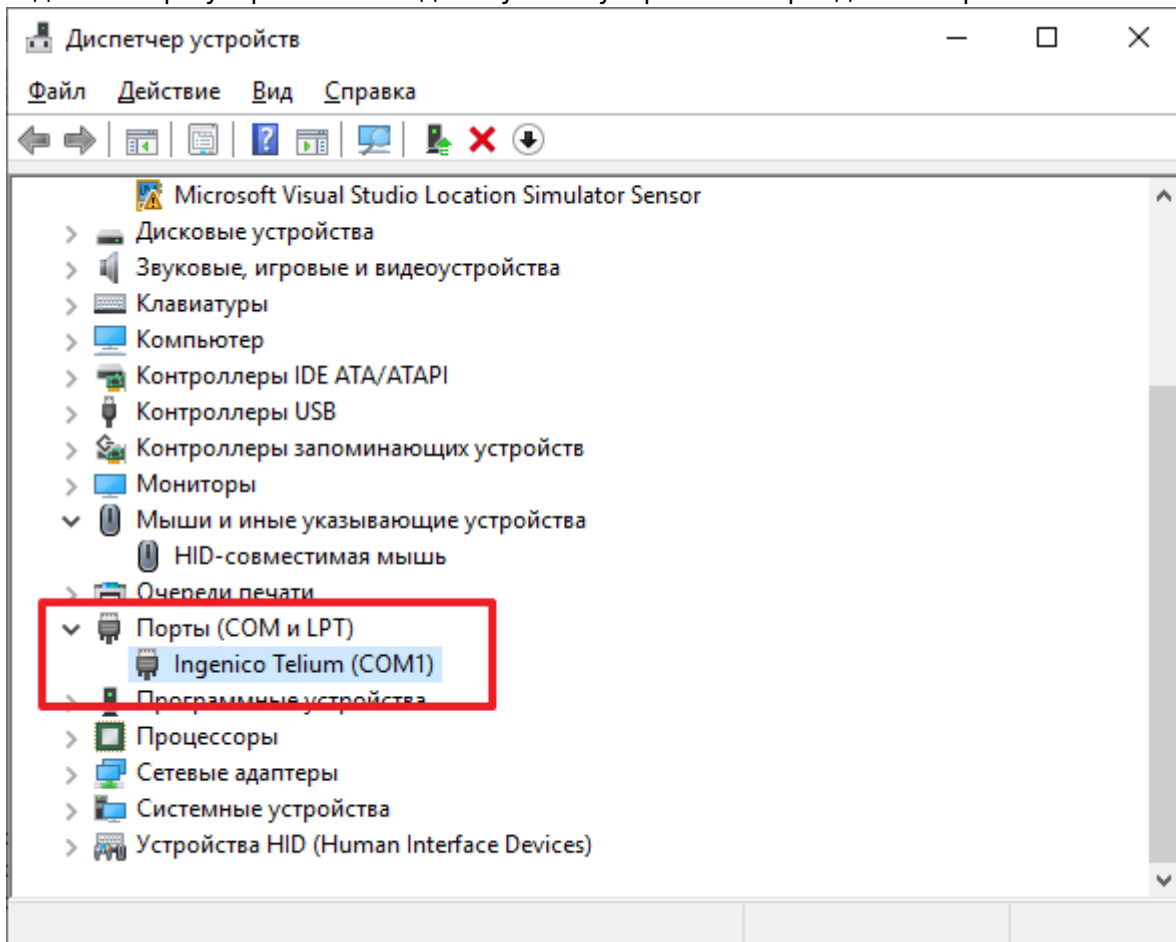 Диспетчер устройств
Файл Действие Вид Справка
Microsoft Visual Studio Location Simulator Sensor
Дисковые устройства
Звуковые, игровые и видеоустройства
Клавиатуры
Компьютер
Контроллеры IDE ATA/ATAPI
Контроллеры USB
Контроллеры запоминающих устройств
Мониторы
Мыши и иные указывающие устройства
HID-совместимая мышь
Очереди печати
Порты (COM и LPT)
Ingenico Telium (COM1)
Программные устройства
Процессоры
Сетевые адаптеры
Системные устройства
Устройства HID (Human Interface Devices)